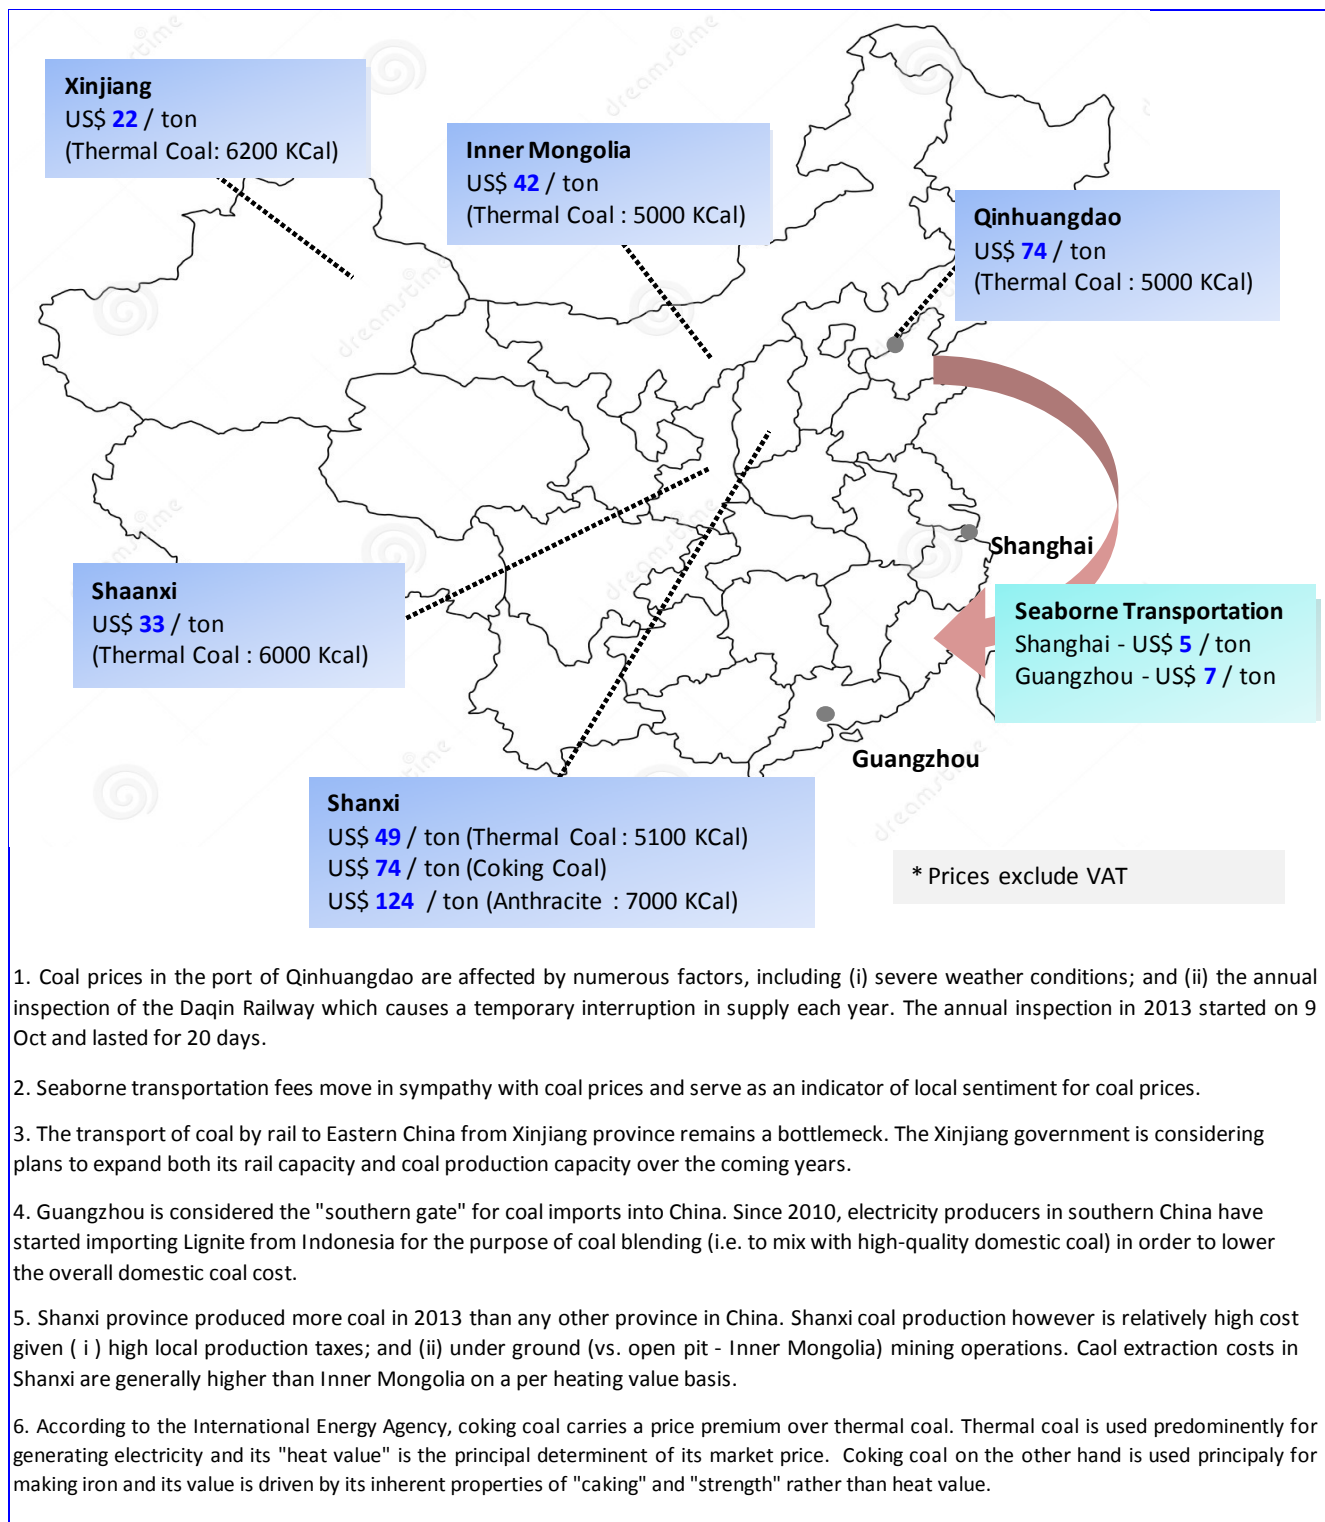 Xinjiang
US$ 22 / ton
(Thermal Coal: 6200 KCal)
Inner Mongolia
US$ 42 / ton
(Thermal Coal : 5000 KCal)
Qinhuangdao
US$ 74 / ton
(Thermal Coal : 5000 KCal)
Shanghai
Shaanxi
US$ 33 / ton
(Thermal Coal : 6000 Kcal)
Seaborne Transportation
Shanghai - US$ 5 / ton
Guangzhou - US$ 7 / ton
Guangzhou
Shanxi
US$ 49 / ton (Thermal Coal : 5100 KCal)
US$ 74 / ton (Coking Coal)
US$ 124 / ton (Anthracite : 7000 KCal)
* Prices exclude VAT
dreamstime
dreamstime
dreamstime
dreamstime
dreamstime
1. Coal prices in the port of Qinhuangdao are affected by numerous factors, including (i) severe weather conditions; and (ii) the annual
inspection of the Daqin Railway which causes a temporary interruption in supply each year. The annual inspection in 2013 started on 9
Oct and lasted for 20 days.
2. Seaborne transportation fees move in sympathy with coal prices and serve as an indicator of local sentiment for coal prices.
3. The transport of coal by rail to Eastern China from Xinjiang province remains a bottlemeck. The Xinjiang government is considering
plans to expand both its rail capacity and coal production capacity over the coming years.
4. Guangzhou is considered the "southern gate" for coal imports into China. Since 2010, electricity producers in southern China have
started importing Lignite from Indonesia for the purpose of coal blending (i.e. to mix with high-quality domestic coal) in order to lower
the overall domestic coal cost.
5. Shanxi province produced more coal in 2013 than any other province in China. Shanxi coal production however is relatively high cost
given ( i ) high local production taxes; and (ii) under ground (vs. open pit - Inner Mongolia) mining operations. Caol extraction costs in
Shanxi are generally higher than Inner Mongolia on a per heating value basis.
6. According to the International Energy Agency, coking coal carries a price premium over thermal coal. Thermal coal is used predominently for
generating electricity and its "heat value" is the principal determinent of its market price. Coking coal on the other hand is used principaly for
making iron and its value is driven by its inherent properties of "caking" and "strength" rather than heat value.